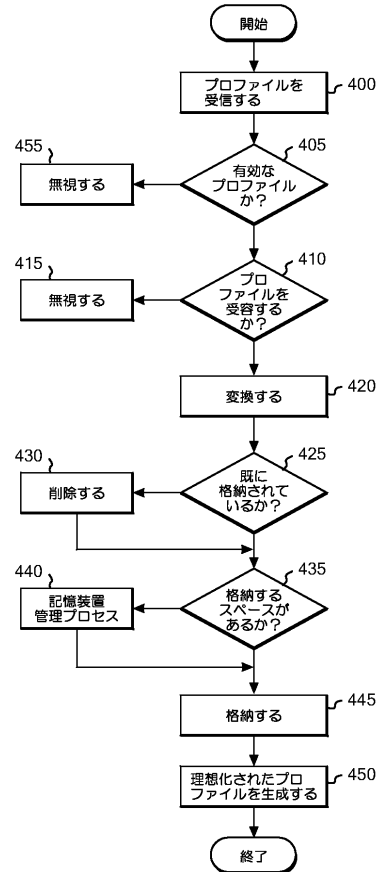 開始
プロファイルを
受信する
400
455
無視する
405
有効な
プロファイル
か？
415
無視する
410
プロ
ファイルを
受容する
か？
変換する
420
430
削除する
425
既に
格納されて
いるか？
440
記憶装置
管理プロセス
435
格納する
スペースが
あるか？
格納する
445
理想化されたプロ
ファイルを生成する
450
終了